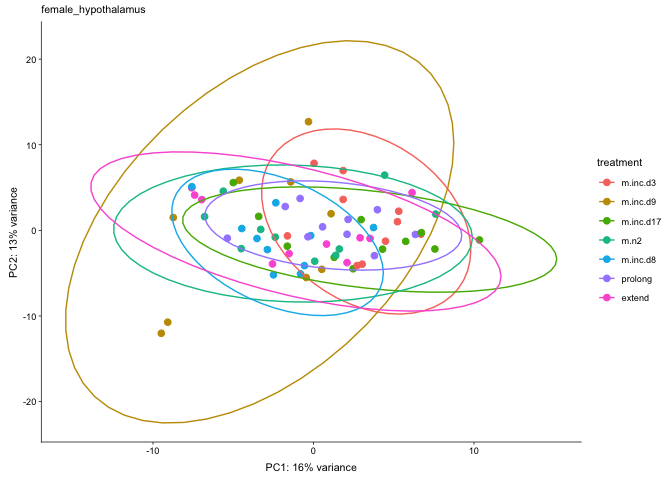 female_hypothalamus
20
10
0
-10
-20
-10
0
10
PC1: 16% variance
PC2: 13% variance
treatment
m.inc.d3
m.inc.d9
m.inc.d17
m.n2
m.inc.d8
prolong
extend